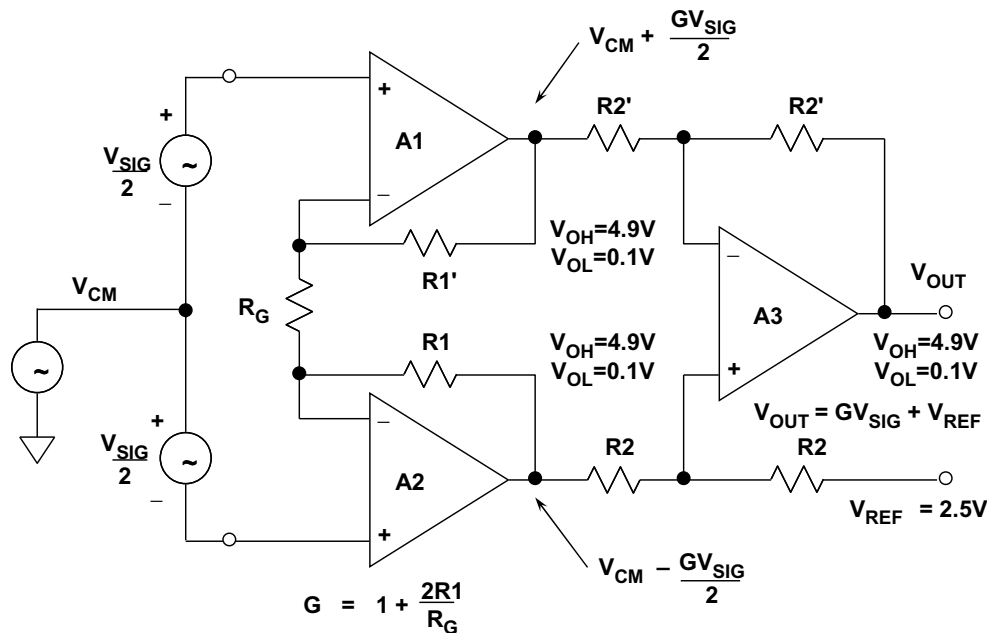 V_CM + GV_SIG/2
R2'
R2'
+
+
A1
V_SIG/2
~
–
–
V_OH=4.9V
V_OL=0.1V
R1'
–
V_OUT
V_CM
R_G
A3
R1
V_OH=4.9V
V_OL=0.1V
V_OH=4.9V
V_OL=0.1V
~
+
+
–
V_OUT = GV_SIG + V_REF
V_SIG/2
~
A2
R2
R2
–
+
V_REF = 2.5V
V_CM – GV_SIG/2
G = 1 + 2R1/R_G